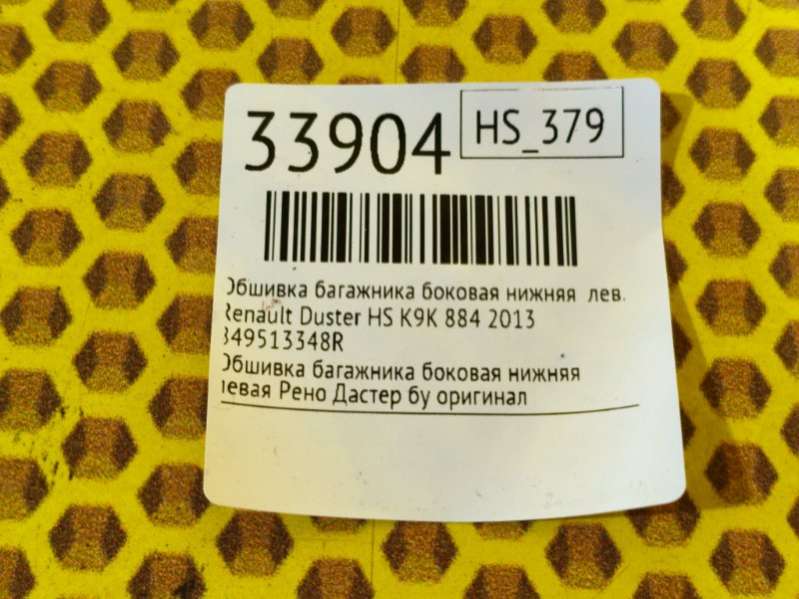 33904
HS_379
Обшивка багажника боковая нижняя лев.
Renault Duster HS K9K 884 2013
849513348R
Обшивка багажника боковая нижняя
левая Рено Дастер бу оригинал